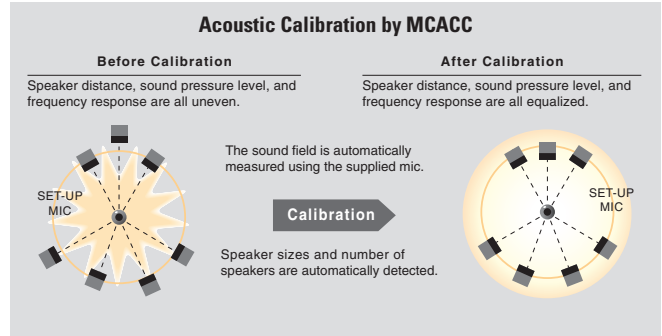 Acoustic Calibration by MCACC
Before Calibration
Speaker distance, sound pressure level, and
frequency response are all uneven.
SET-UP
MIC
The sound field is automatically
measured using the supplied mic.
Calibration
Speaker sizes and number of
speakers are automatically detected.
After Calibration
Speaker distance, sound pressure level, and
frequency response are all equalized.
SET-UP
MIC